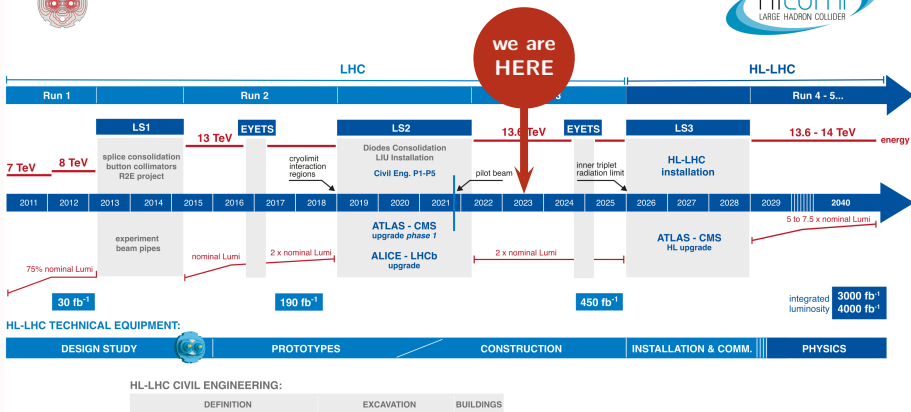 LARGE HADRON COLLIDER
we are
HERE
LHC
HL-LHC
Run 1
Run 2
Run 4 - 5...
LS1
EYETS
LS2
EYETS
LS3
7 TeV
8 TeV
13 TeV
13.6 TeV
13.6 - 14 TeV
energy
splice consolidation
button collimators
R2E project
cryolimit
interaction
regions
Diodes Consolidation
LIU Installation
Civil Eng. P1-P5
pilot beam
inner triplet
radiation limit
HL-LHC
installation
2011
2012
2013
2014
2015
2016
2017
2018
2019
2020
2021
2022
2023
2024
2025
2026
2027
2028
2029
2040
5 to 7.5 x nominal Lumi
experiment
beam pipes
ATLAS - CMS
upgrade phase 1
ALICE - LHCb
upgrade
ATLAS - CMS
HL upgrade
75% nominal Lumi
nominal Lumi
2 x nominal Lumi
2 x nominal Lumi
30 fb-1
190 fb-1
450 fb-1
integrated
luminosity
3000 fb-1
4000 fb-1
HL-LHC TECHNICAL EQUIPMENT:
DESIGN STUDY
PROTOTYPES
CONSTRUCTION
INSTALLATION & COMM.
PHYSICS
HL-LHC CIVIL ENGINEERING:
DEFINITION
EXCAVATION
BUILDINGS